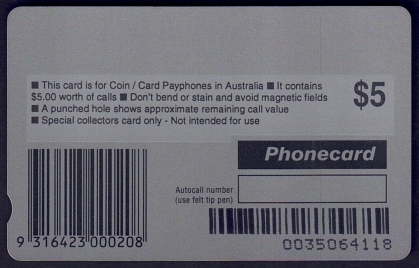 ■ This card is for Coin / Card Payphones in Australia ■ It contains
$5.00 worth of calls ■ Don't bend or stain and avoid magnetic fields
■ A punched hole shows approximate remaining call value
■ Special collectors card only - Not intended for use
$5
Phonecard
Autocall number
(use felt tip pen)
9 316423 000208
0035064118